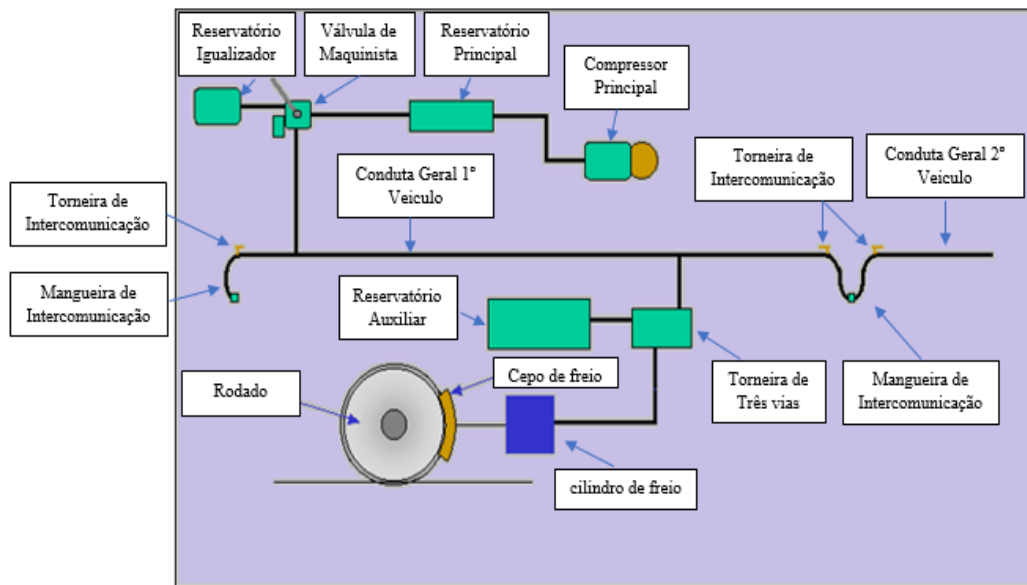 Reservatório
Igualizador
Válvula de
Maquinista
Reservatório
Principal
Compressor
Principal
Torneira de
Intercomunicação
Conduta Geral 1°
Veiculo
Torneira de
Intercomunicação
Conduta Geral 2°
Veiculo
Mangueira de
Intercomunicação
Reservatório
Auxiliar
Rodado
Cepo de freio
Torneira de
Três vias
Mangueira de
Intercomunicação
cilindro de freio